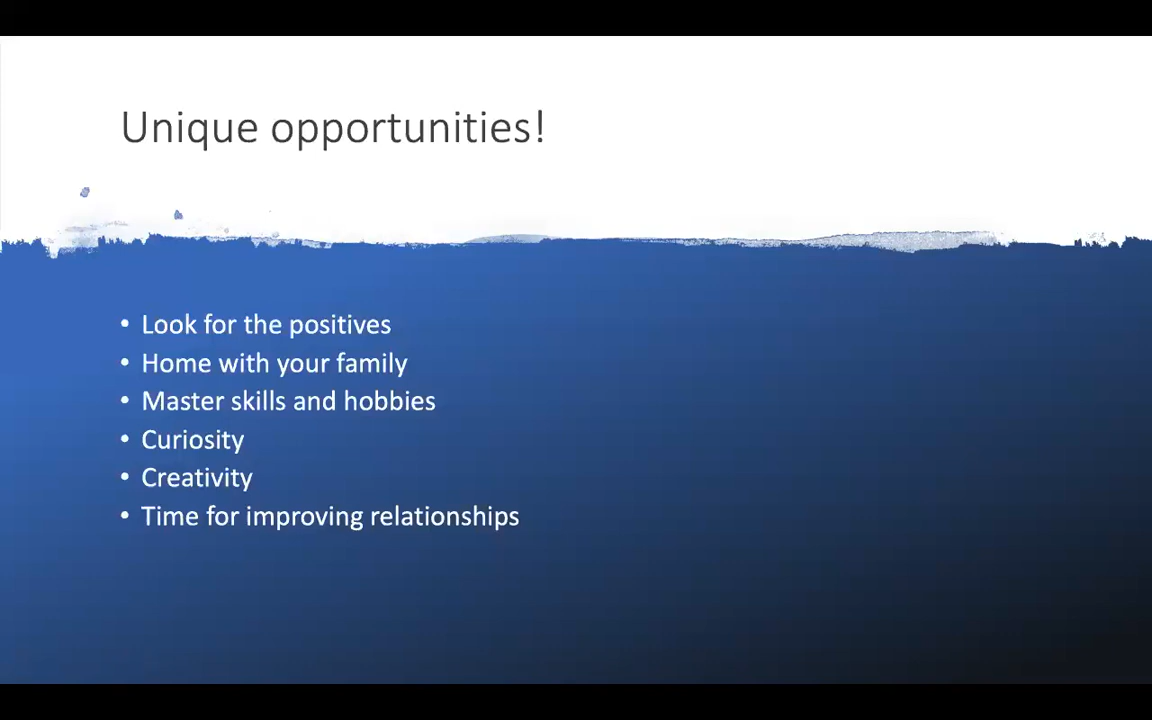 Unique opportunities!
• Look for the positives
• Home with your family
• Master skills and hobbies
• Curiosity
• Creativity
• Time for improving relationships